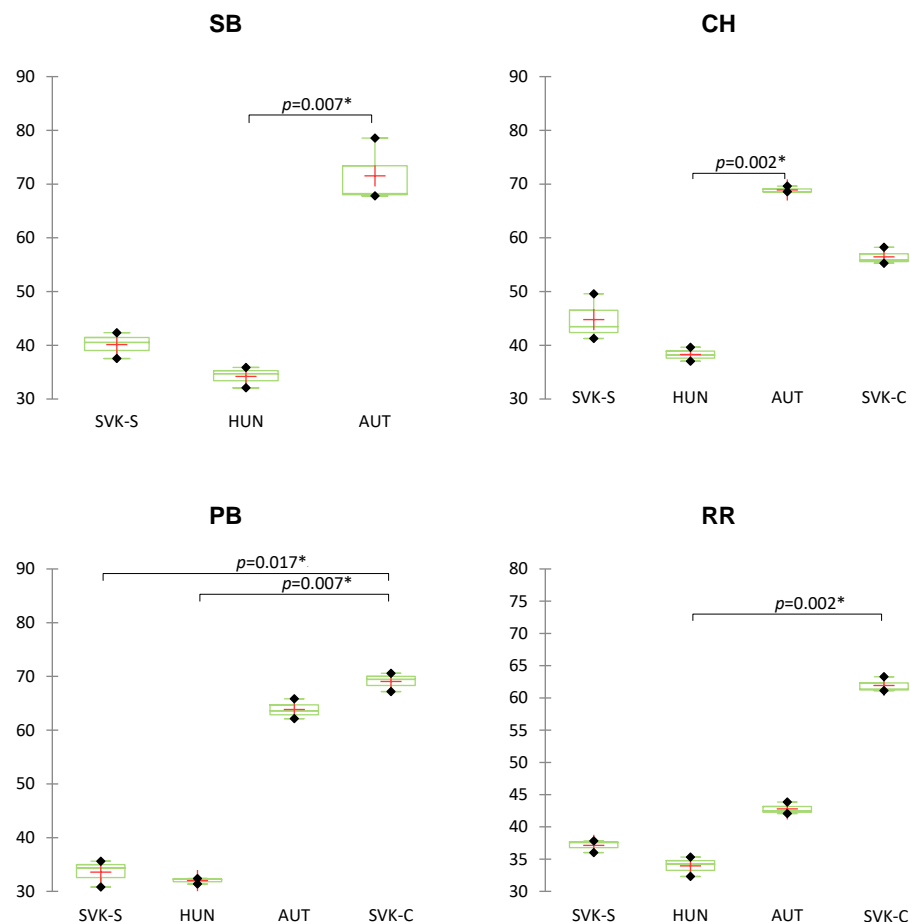 SB
90
80
70
60
50
40
30
p=0.007*
SVK-S HUN AUT
CH
90
80
70
60
50
40
30
p=0.002*
SVK-S HUN AUT SVK-C
PB
90
80
70
60
50
40
30
p=0.017*
p=0.007*
SVK-S HUN AUT SVK-C
RR
80
75
70
65
60
55
50
45
40
35
30
p=0.002*
SVK-S HUN AUT SVK-C